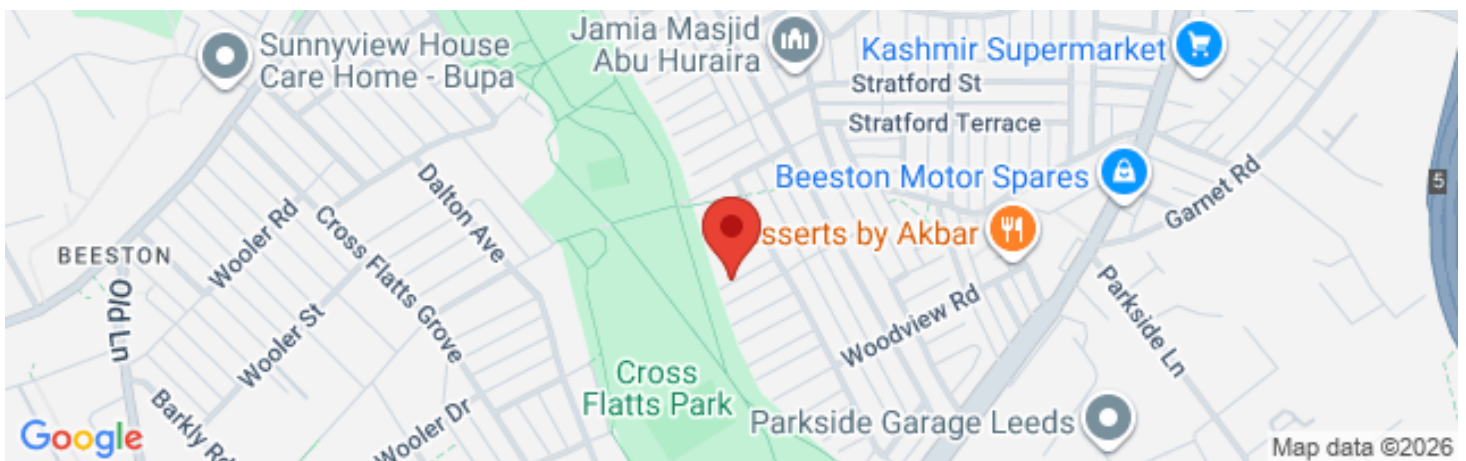 Sunnyview House
Care Home - Bupa
Jamia Masjid
Abu Huraira
Kashmir Supermarket
Stratford St
Stratford Terrace
Beeston Motor Spares
Garnet Rd
5
Dalton Ave
Wooler Rd
Cross Flatts Grove
sserts by Akbar
BEESTON
Old Ln
Wooler St
Woodview Rd
Parkside Ln
Cross
Flatts Park
Barkly Rd
Wooler Dr
Parkside Garage Leeds
Google
Map data ©2026